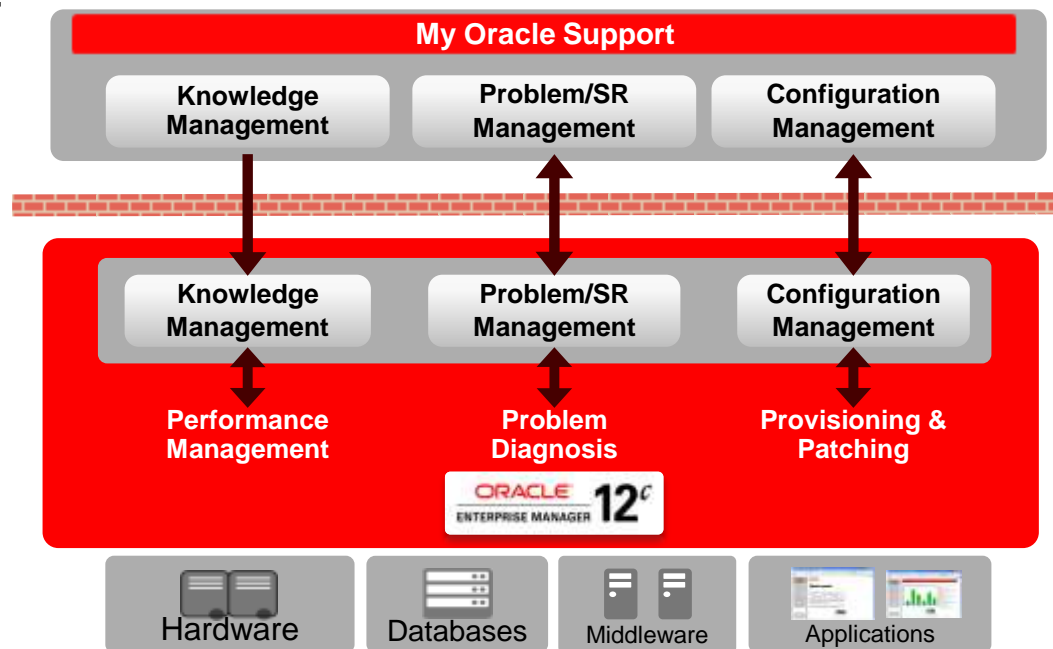 My Oracle Support
Knowledge
Management
Problem/SR
Management
Configuration
Management
Knowledge
Management
Problem/SR
Management
Configuration
Management
Performance
Management
Problem
Diagnosis
Provisioning &
Patching
ORACLE
ENTERPRISE MANAGER 12c
Hardware
Databases
Middleware
Applications